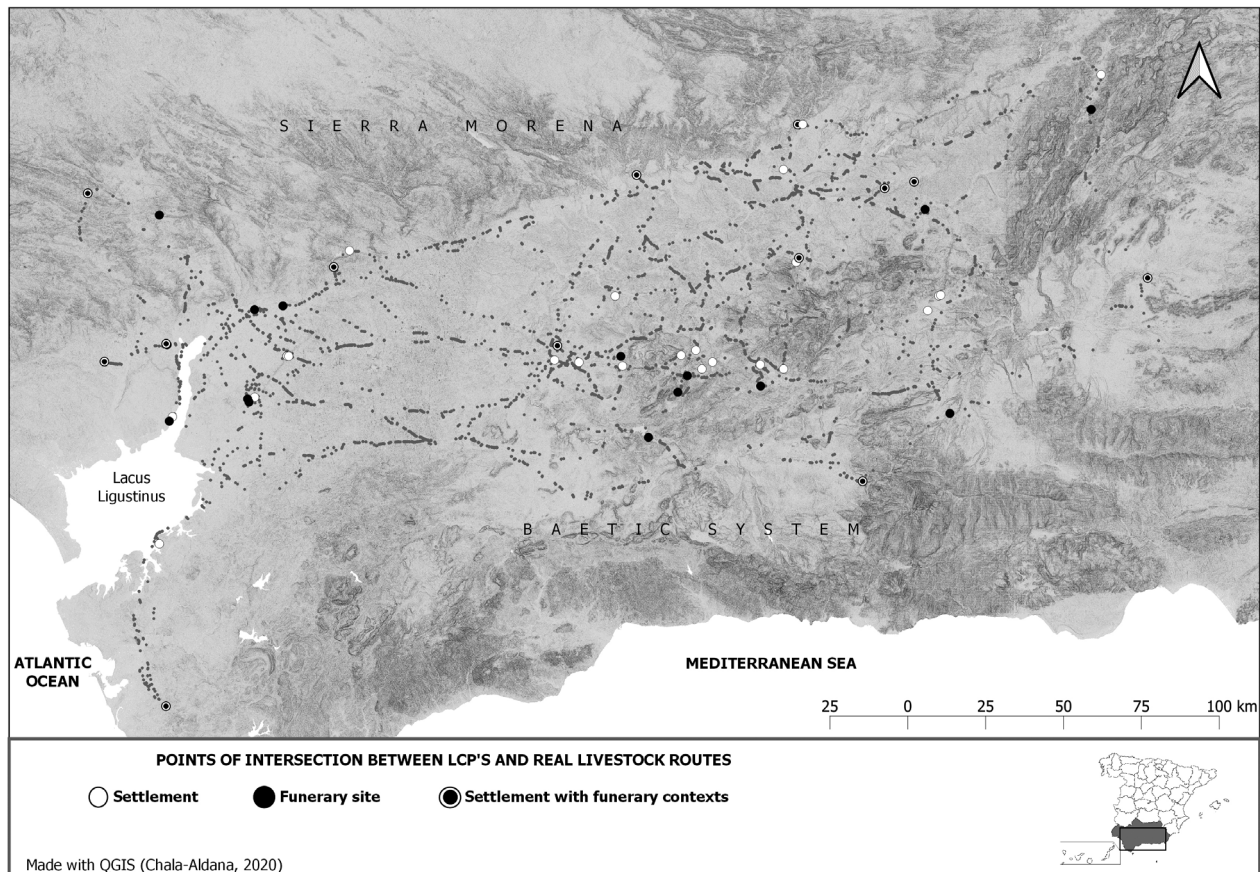 SIERRA MORENA
Lacus
Ligustinus
BAETIC SYSTEM
ATLANTIC
OCEAN
MEDITERRANEAN SEA
25 0 25 50 75 100 km
POINTS OF INTERSECTION BETWEEN LCP'S AND REAL LIVESTOCK ROUTES
Settlement Funerary site Settlement with funerary contexts
Made with QGIS (Chala-Aldana, 2020)